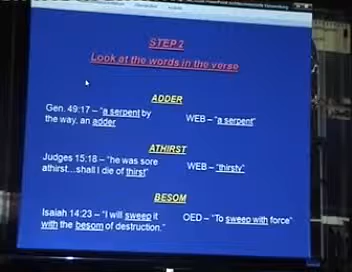 STEP 2
Look at the words in the verse
ADDER
Gen. 49:17 – "a serpent by
the way, an adder
WEB – "a serpent"
ATHIRST
Judges 15:18 – "he was sore
athirst...shall I die of thirst"
WEB – "thirsty"
BESOM
Isaiah 14:23 – "I will sweep it
with the besom of destruction."
OED – "To sweep with force"